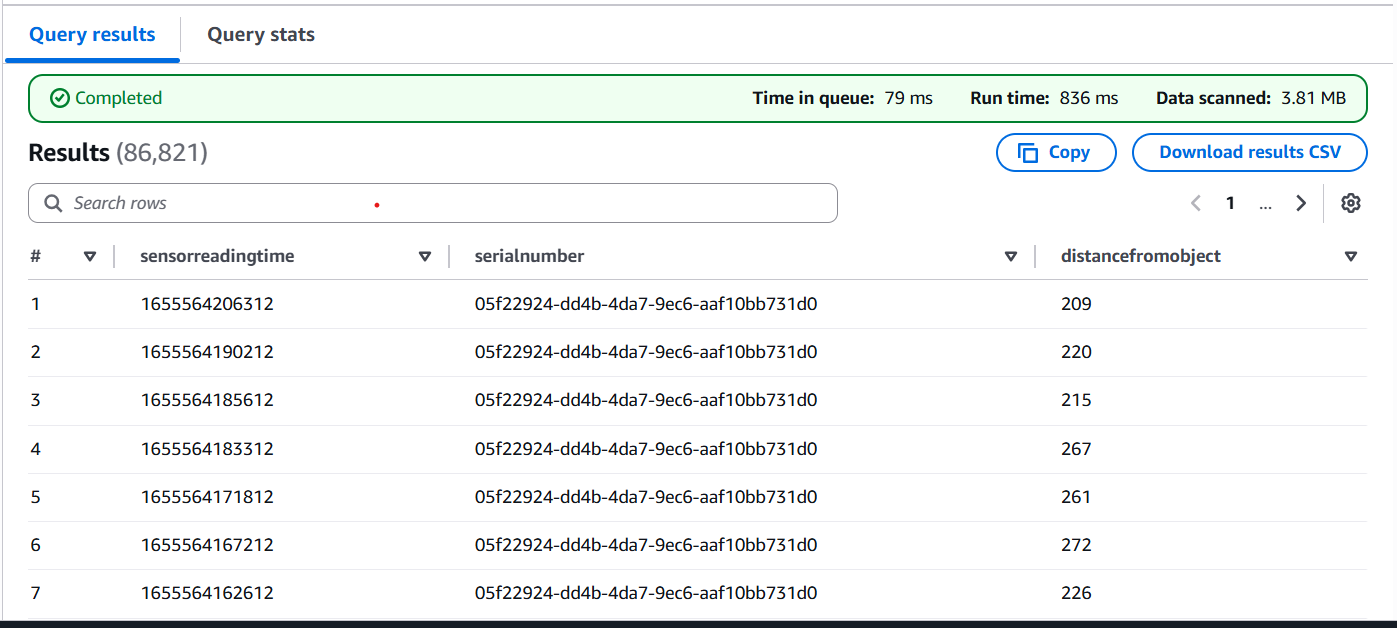 Query results Query stats
Completed Time in queue: 79 ms Run time: 836 ms Data scanned: 3.81 MB
Results (86,821) Copy Download results CSV
Search rows 1 ...
# sensorreadingtime serialnumber distancefromobject
1 1655564206312 05f22924-dd4b-4da7-9ec6-aaf10bb731d0 209
2 1655564190212 05f22924-dd4b-4da7-9ec6-aaf10bb731d0 220
3 1655564185612 05f22924-dd4b-4da7-9ec6-aaf10bb731d0 215
4 1655564183312 05f22924-dd4b-4da7-9ec6-aaf10bb731d0 267
5 1655564171812 05f22924-dd4b-4da7-9ec6-aaf10bb731d0 261
6 1655564167212 05f22924-dd4b-4da7-9ec6-aaf10bb731d0 272
7 1655564162612 05f22924-dd4b-4da7-9ec6-aaf10bb731d0 226